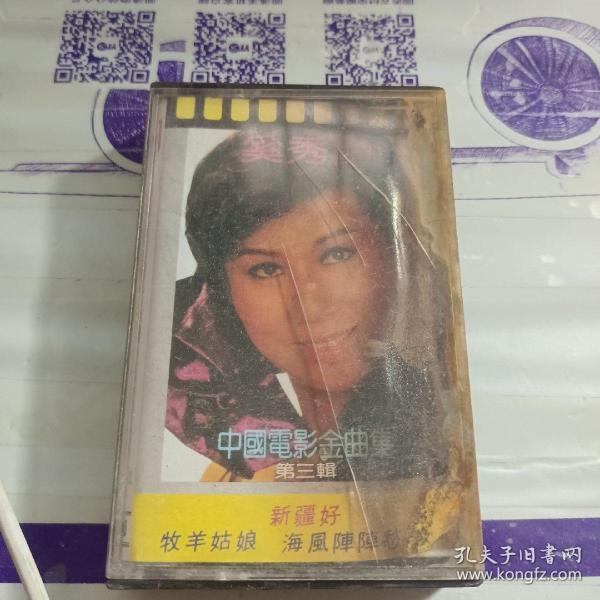 秀
中國電影金曲集
第三輯
新疆好
牧羊姑娘 海風陣陣愁
孔夫子旧书网
www.kongfz.com